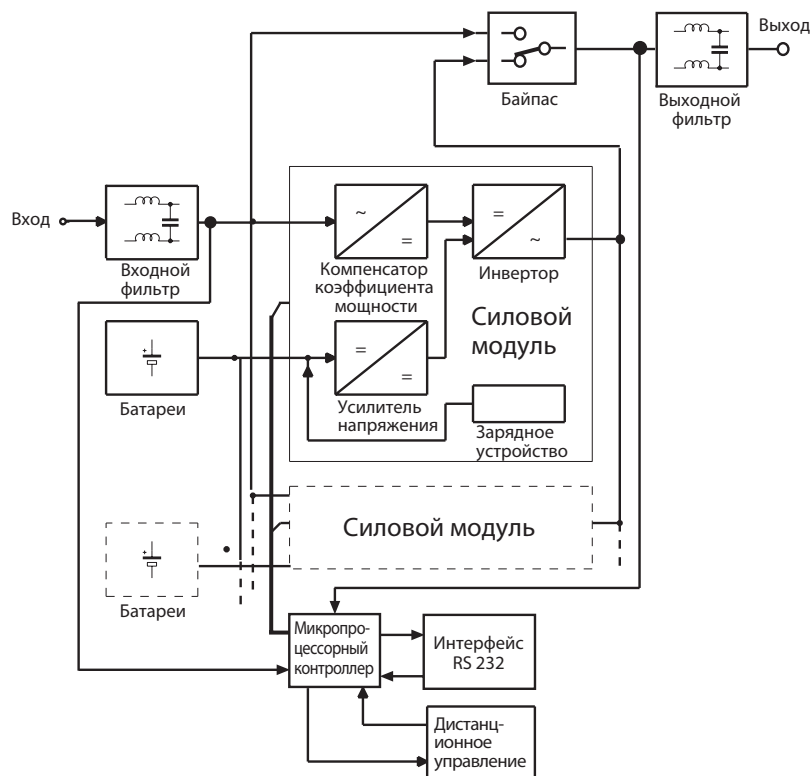 Выход
Байпас
Выходной
фильтр
Вход
~
=
=
~
Входной
фильтр
Компенсатор
коэффициента
мощности
Инвертор
Силовой
модуль
+
=
=
Батареи
Усилитель
напряжения
Зарядное
устройство
Силовой модуль
+
Батареи
Микропро-
цессорный
контроллер
Интерфейс
RS 232
Дистанц-
ионное
управление